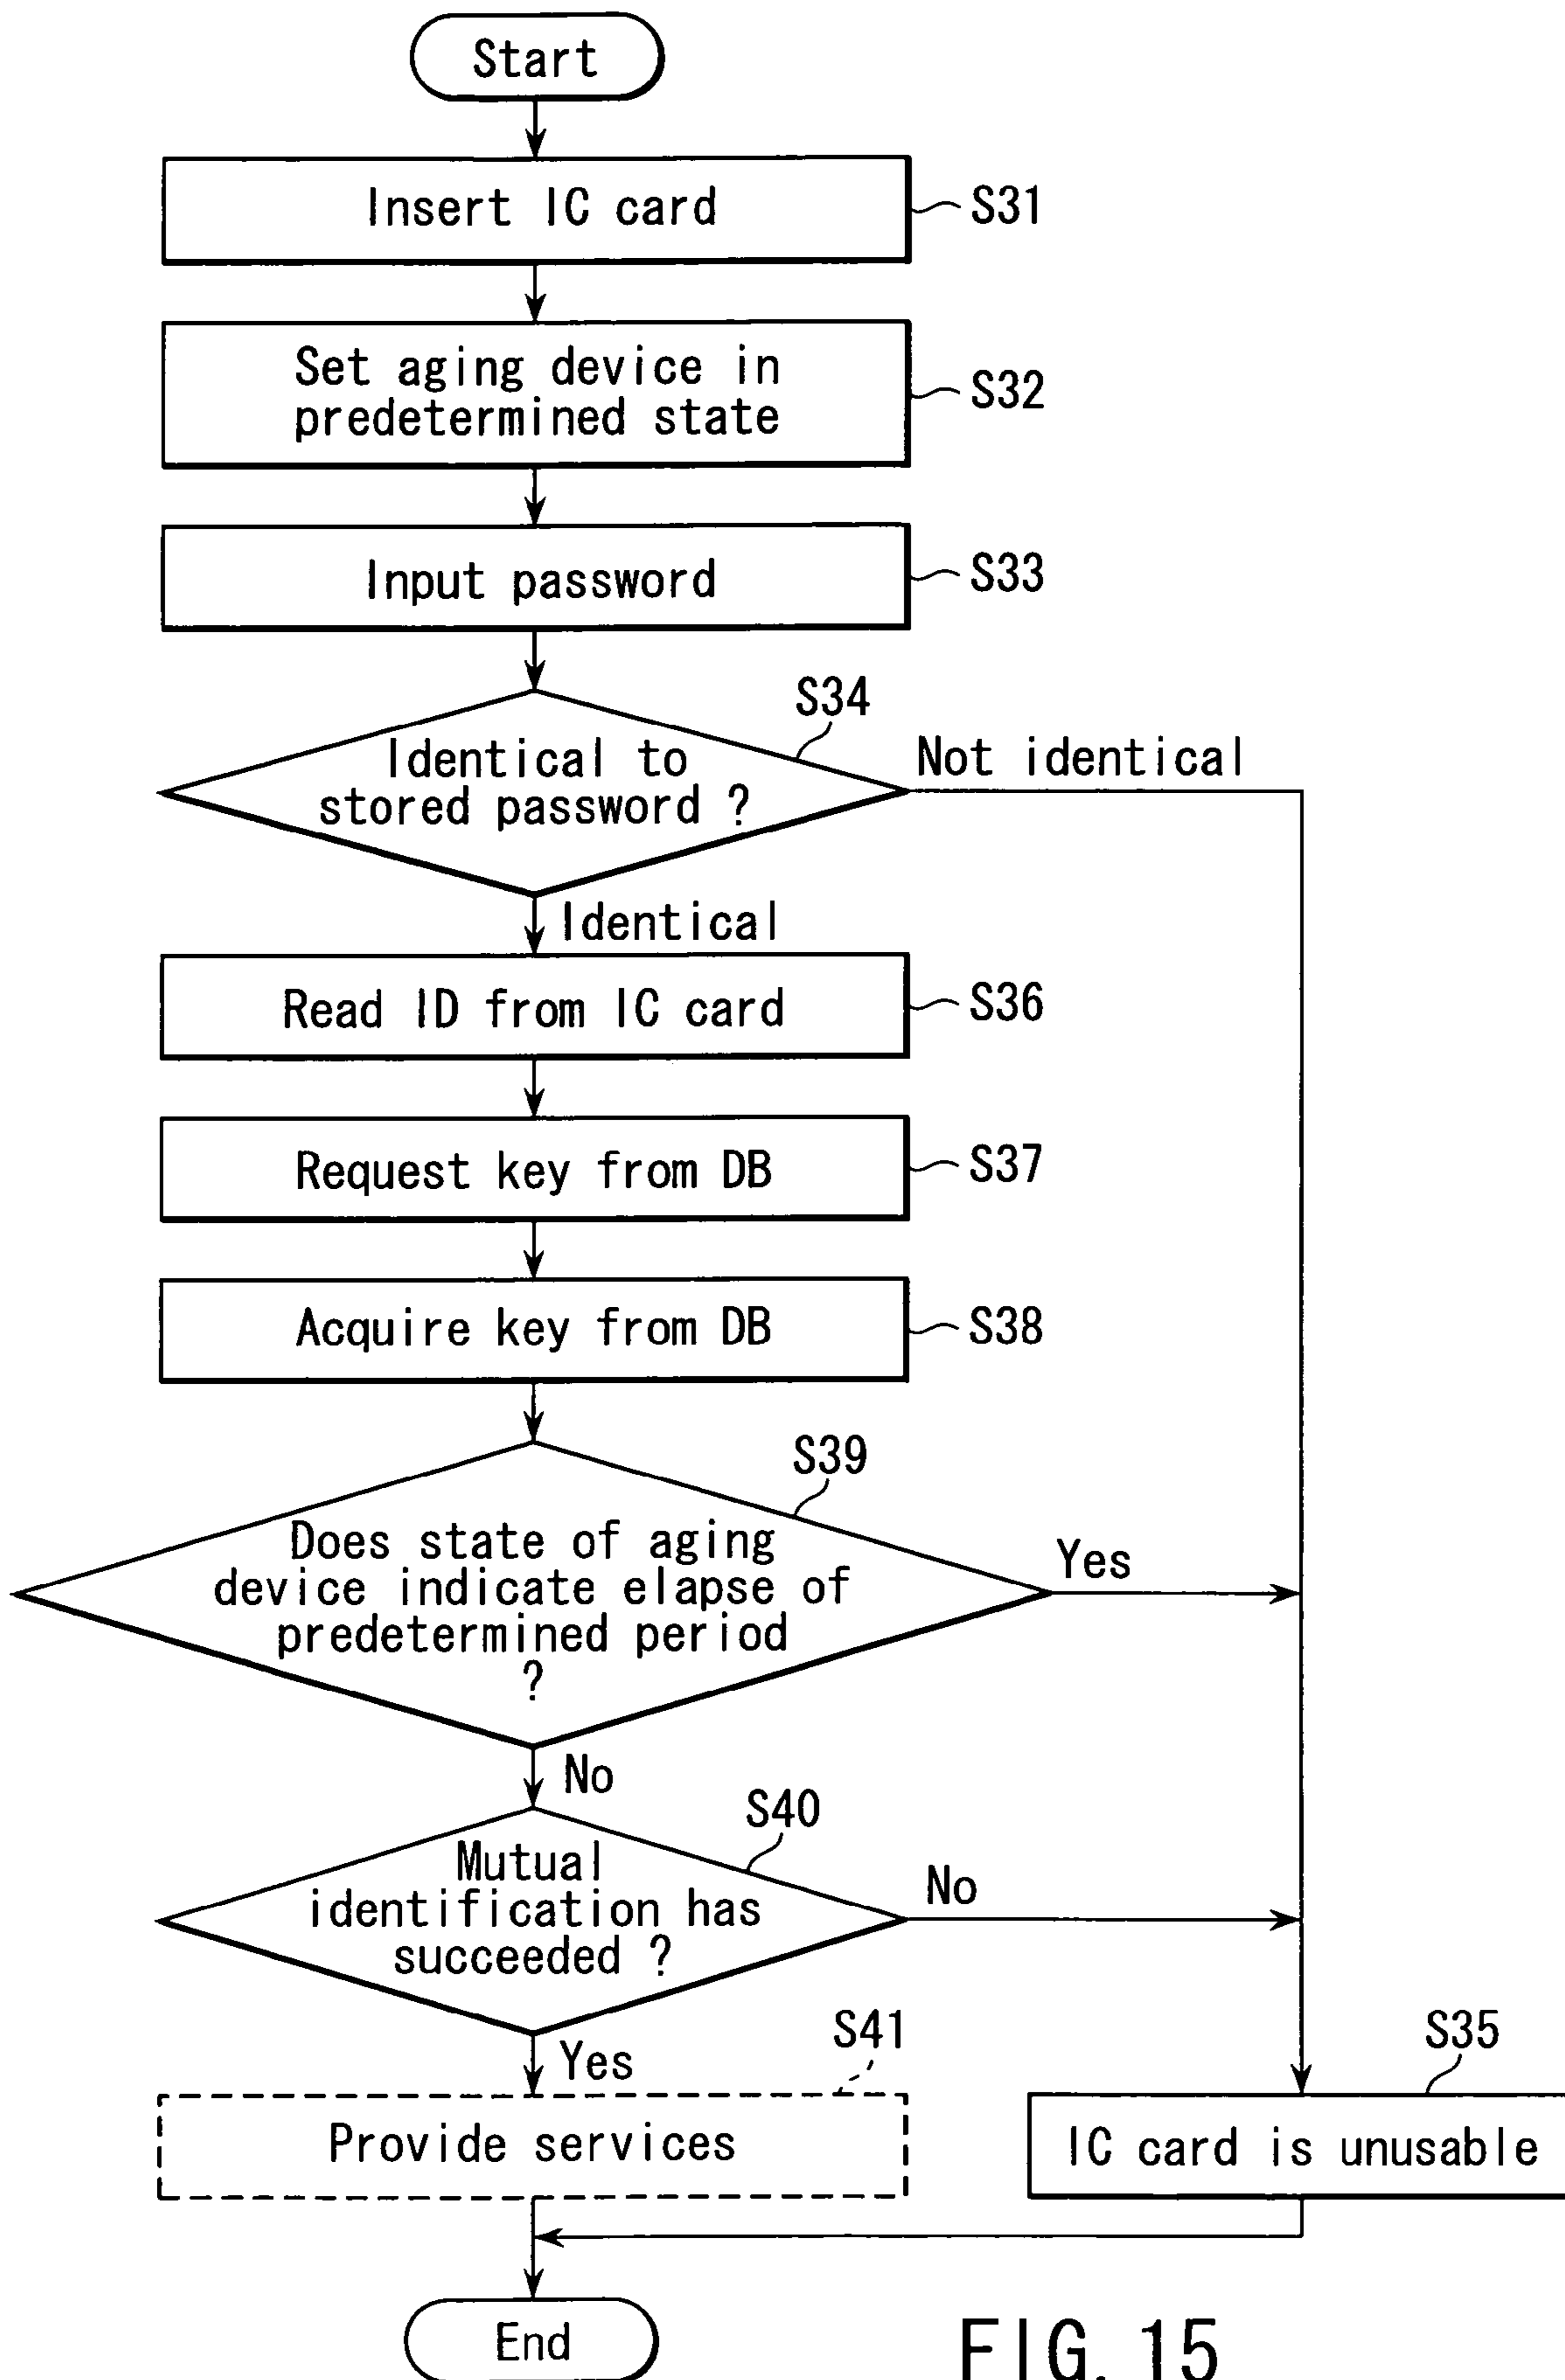 Start
Insert IC card
S31
Set aging device in
predetermined state
S32
Input password
S33
S34
Identical to
stored password ?
Not identical
Identical
Read ID from IC card
S36
Request key from DB
S37
Acquire key from DB
S38
S39
Does state of aging
device indicate elapse of
predetermined period
?
Yes
No
S40
Mutual
identification has
succeeded ?
No
Yes
S41
Provide services
S35
IC card is unusable
End
FIG. 15